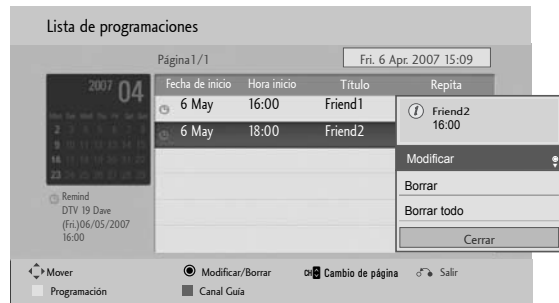 Lista de programaciones
Página1/1
Fri. 6 Apr. 2007 15:09
2007 04
Fecha de inicio Hora inicio Título Repita
6 May 16:00 Friend1
6 May 18:00 Friend2
Friend2
16:00
Modificar
Borrar
Borrar todo
Cerrar
Remind
DTV 19 Dave
(Fri.)06/05/2007
16:00
Mover Modificar/Borrar CH Cambio de página Salir
Programación Canal Guía